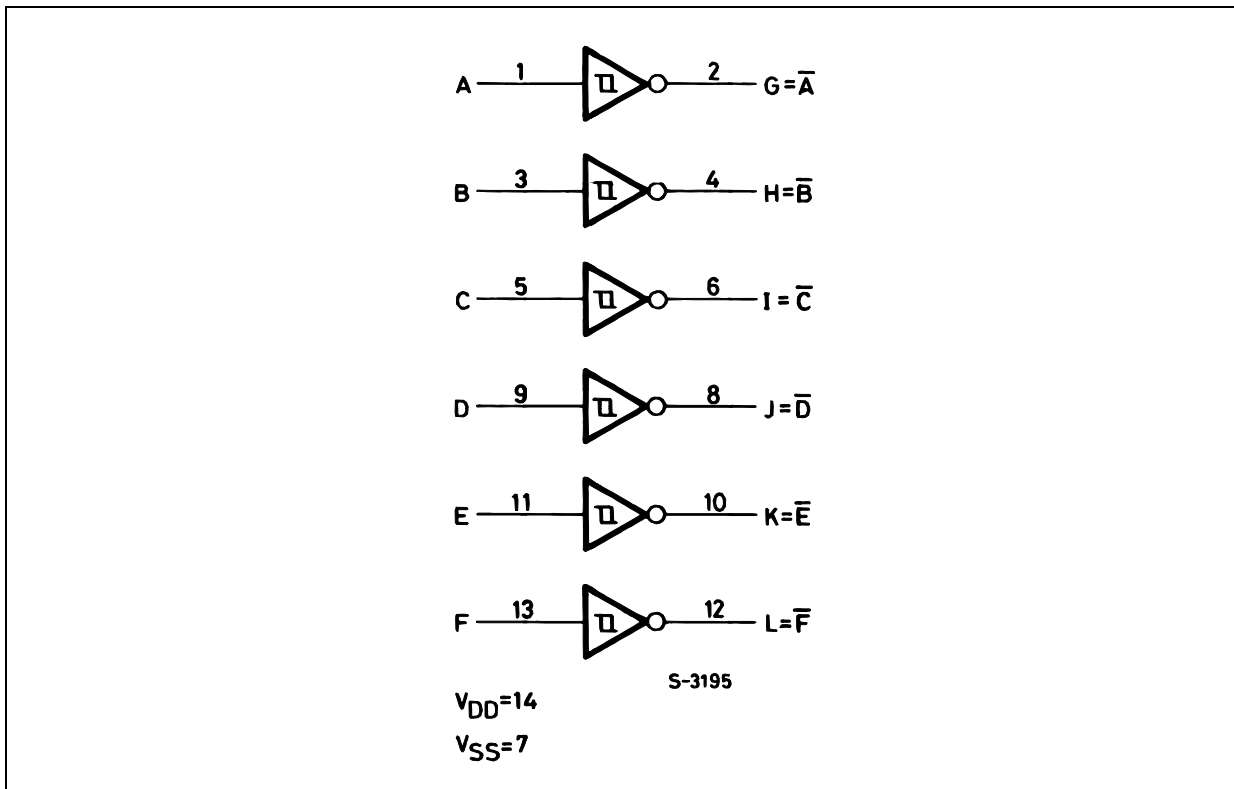 A 1 2 G=A̅
B 3 4 H=B̅
C 5 6 I=C̅
D 9 8 J=D̅
E 11 10 K=E̅
F 13 12 L=F̅
S-3195
VDD=14
VSS=7